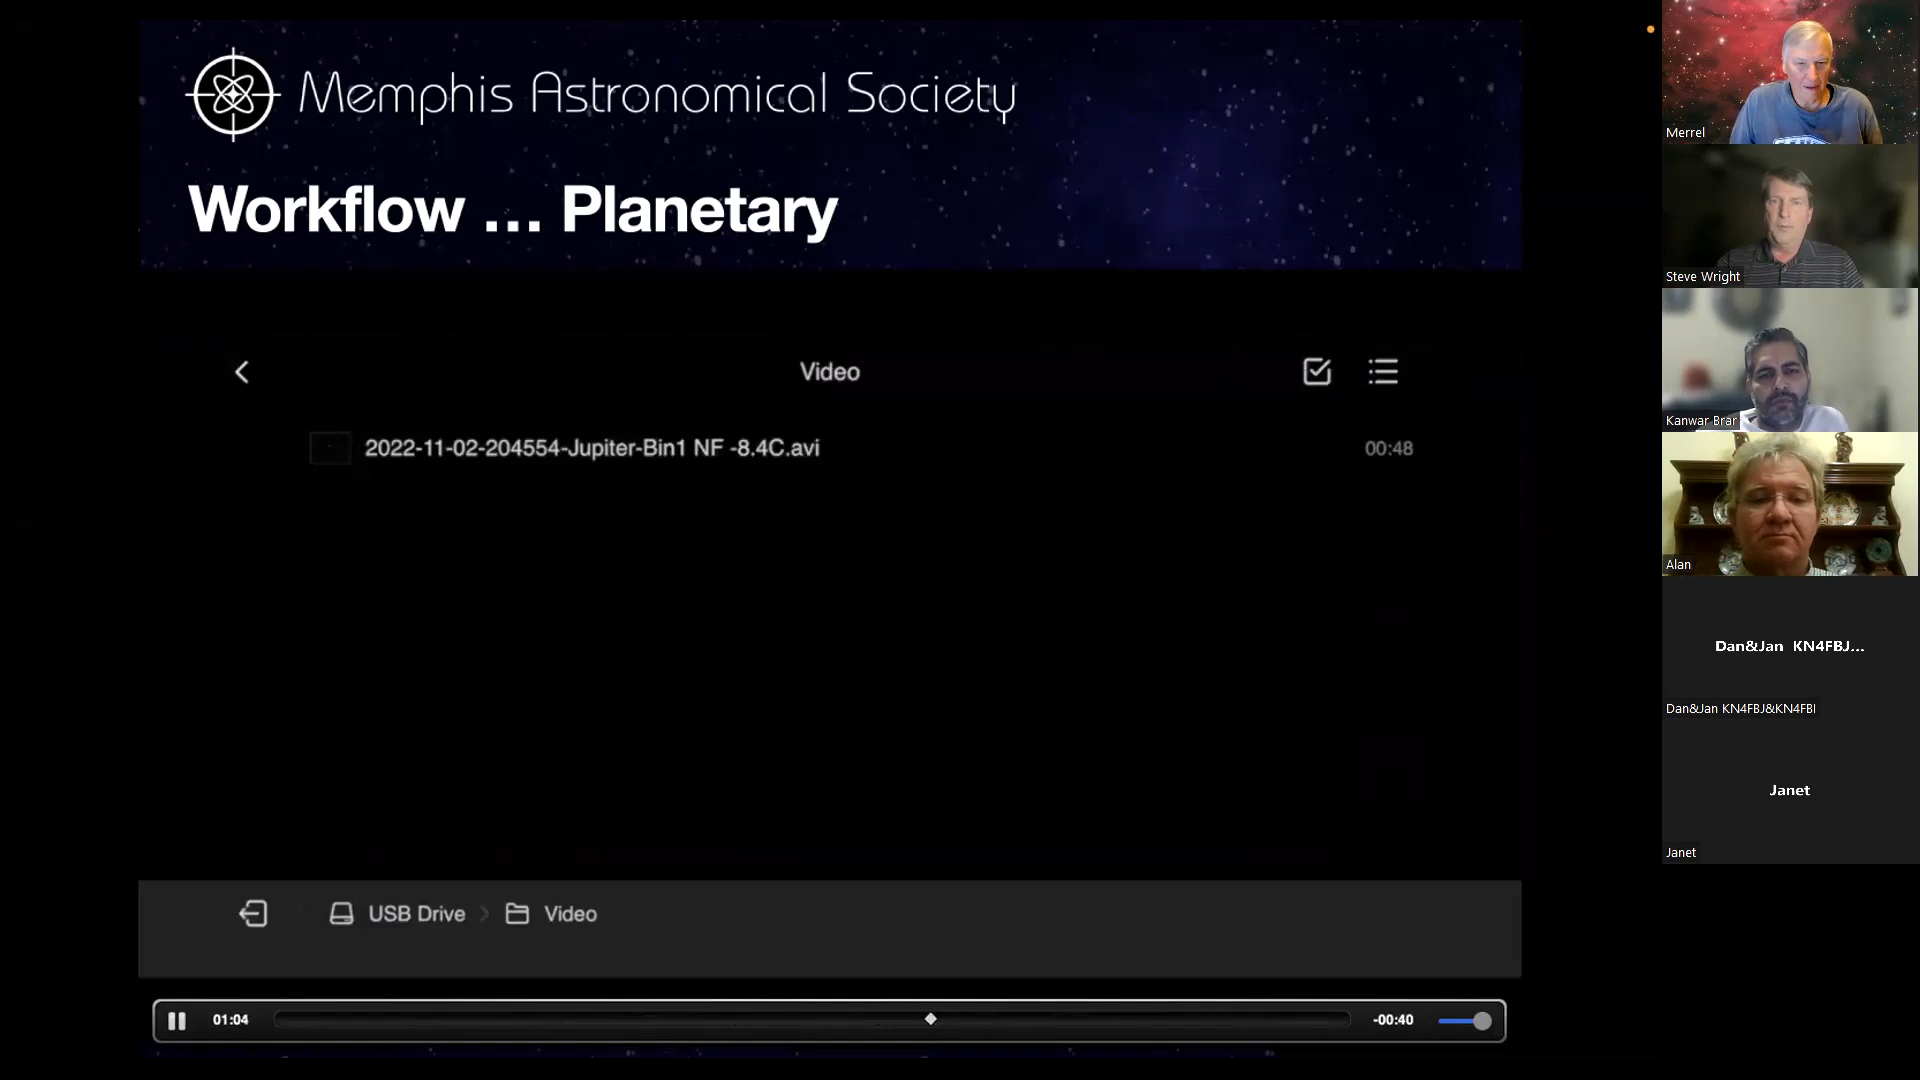 Memphis Astronomical Society
Workflow ... Planetary
Video
2022-11-02-204554-Jupiter-Bin1 NF -8.4C.avi
00:48
USB Drive
Video
01:04
-00:40
Merrel
Steve Wright
Kanwar Brar
Alan
Dan&Jan KN4FBJ...
Dan&Jan KN4FBJ&KN4FBI
Janet
Janet